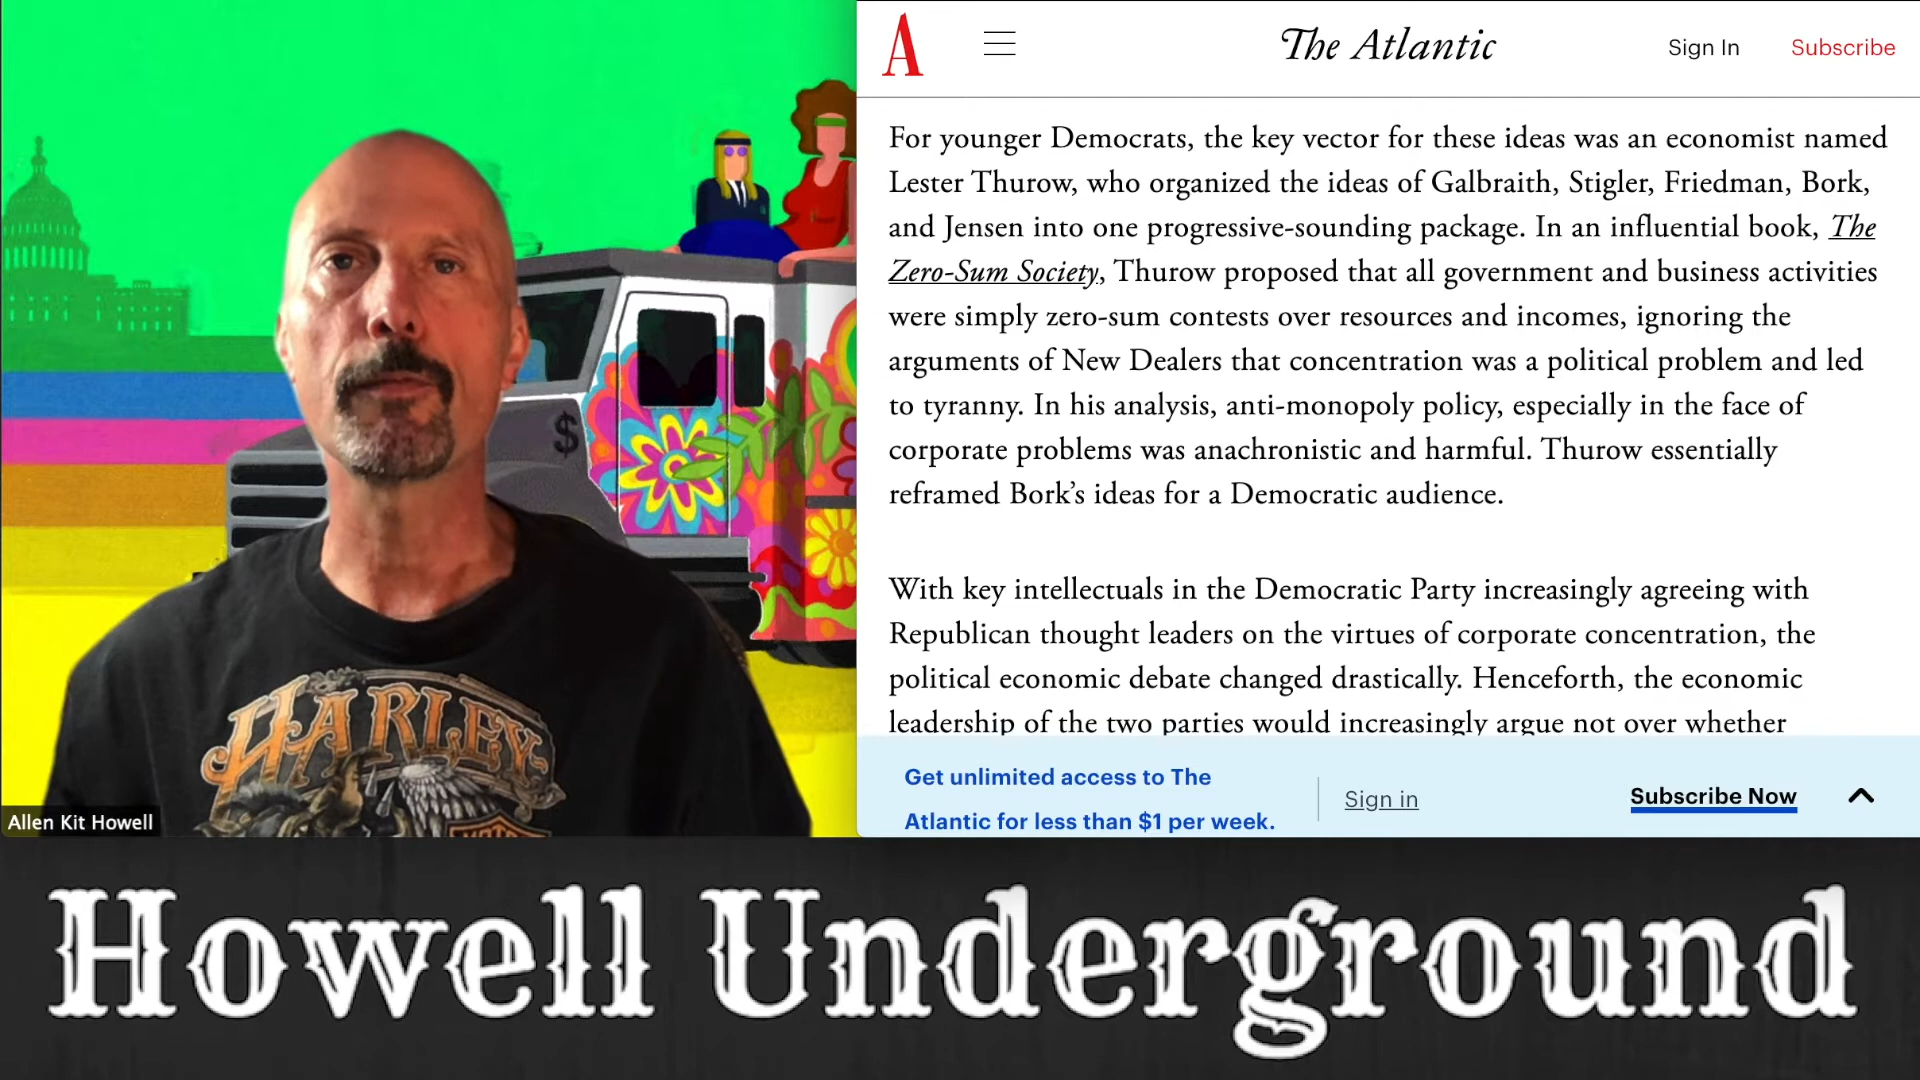 A
The Atlantic
Sign In
Subscribe
For younger Democrats, the key vector for these ideas was an economist named
Lester Thurow, who organized the ideas of Galbraith, Stigler, Friedman, Bork,
and Jensen into one progressive-sounding package. In an influential book, The
Zero-Sum Society, Thurow proposed that all government and business activities
were simply zero-sum contests over resources and incomes, ignoring the
arguments of New Dealers that concentration was a political problem and led
to tyranny. In his analysis, anti-monopoly policy, especially in the face of
corporate problems was anachronistic and harmful. Thurow essentially
reframed Bork’s ideas for a Democratic audience.
With key intellectuals in the Democratic Party increasingly agreeing with
Republican thought leaders on the virtues of corporate concentration, the
political economic debate changed drastically. Henceforth, the economic
leadership of the two parties would increasingly argue not over whether
Get unlimited access to The
Atlantic for less than $1 per week.
Sign in
Subscribe Now
$
HARLEY
Allen Kit Howell
Howell Underground